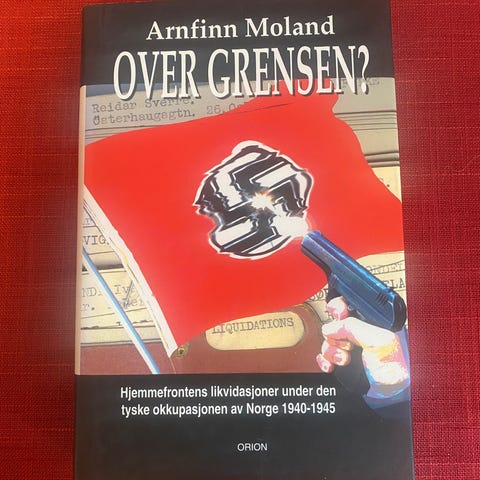 Arnfinn Moland
OVER GRENSEN?
Reidar Sverre.
Österhaugsgtn. 26.
LIQUIDATIONS
Hjemmefrontens likvidasjoner under den
tyske okkupasjonen av Norge 1940-1945
ORION